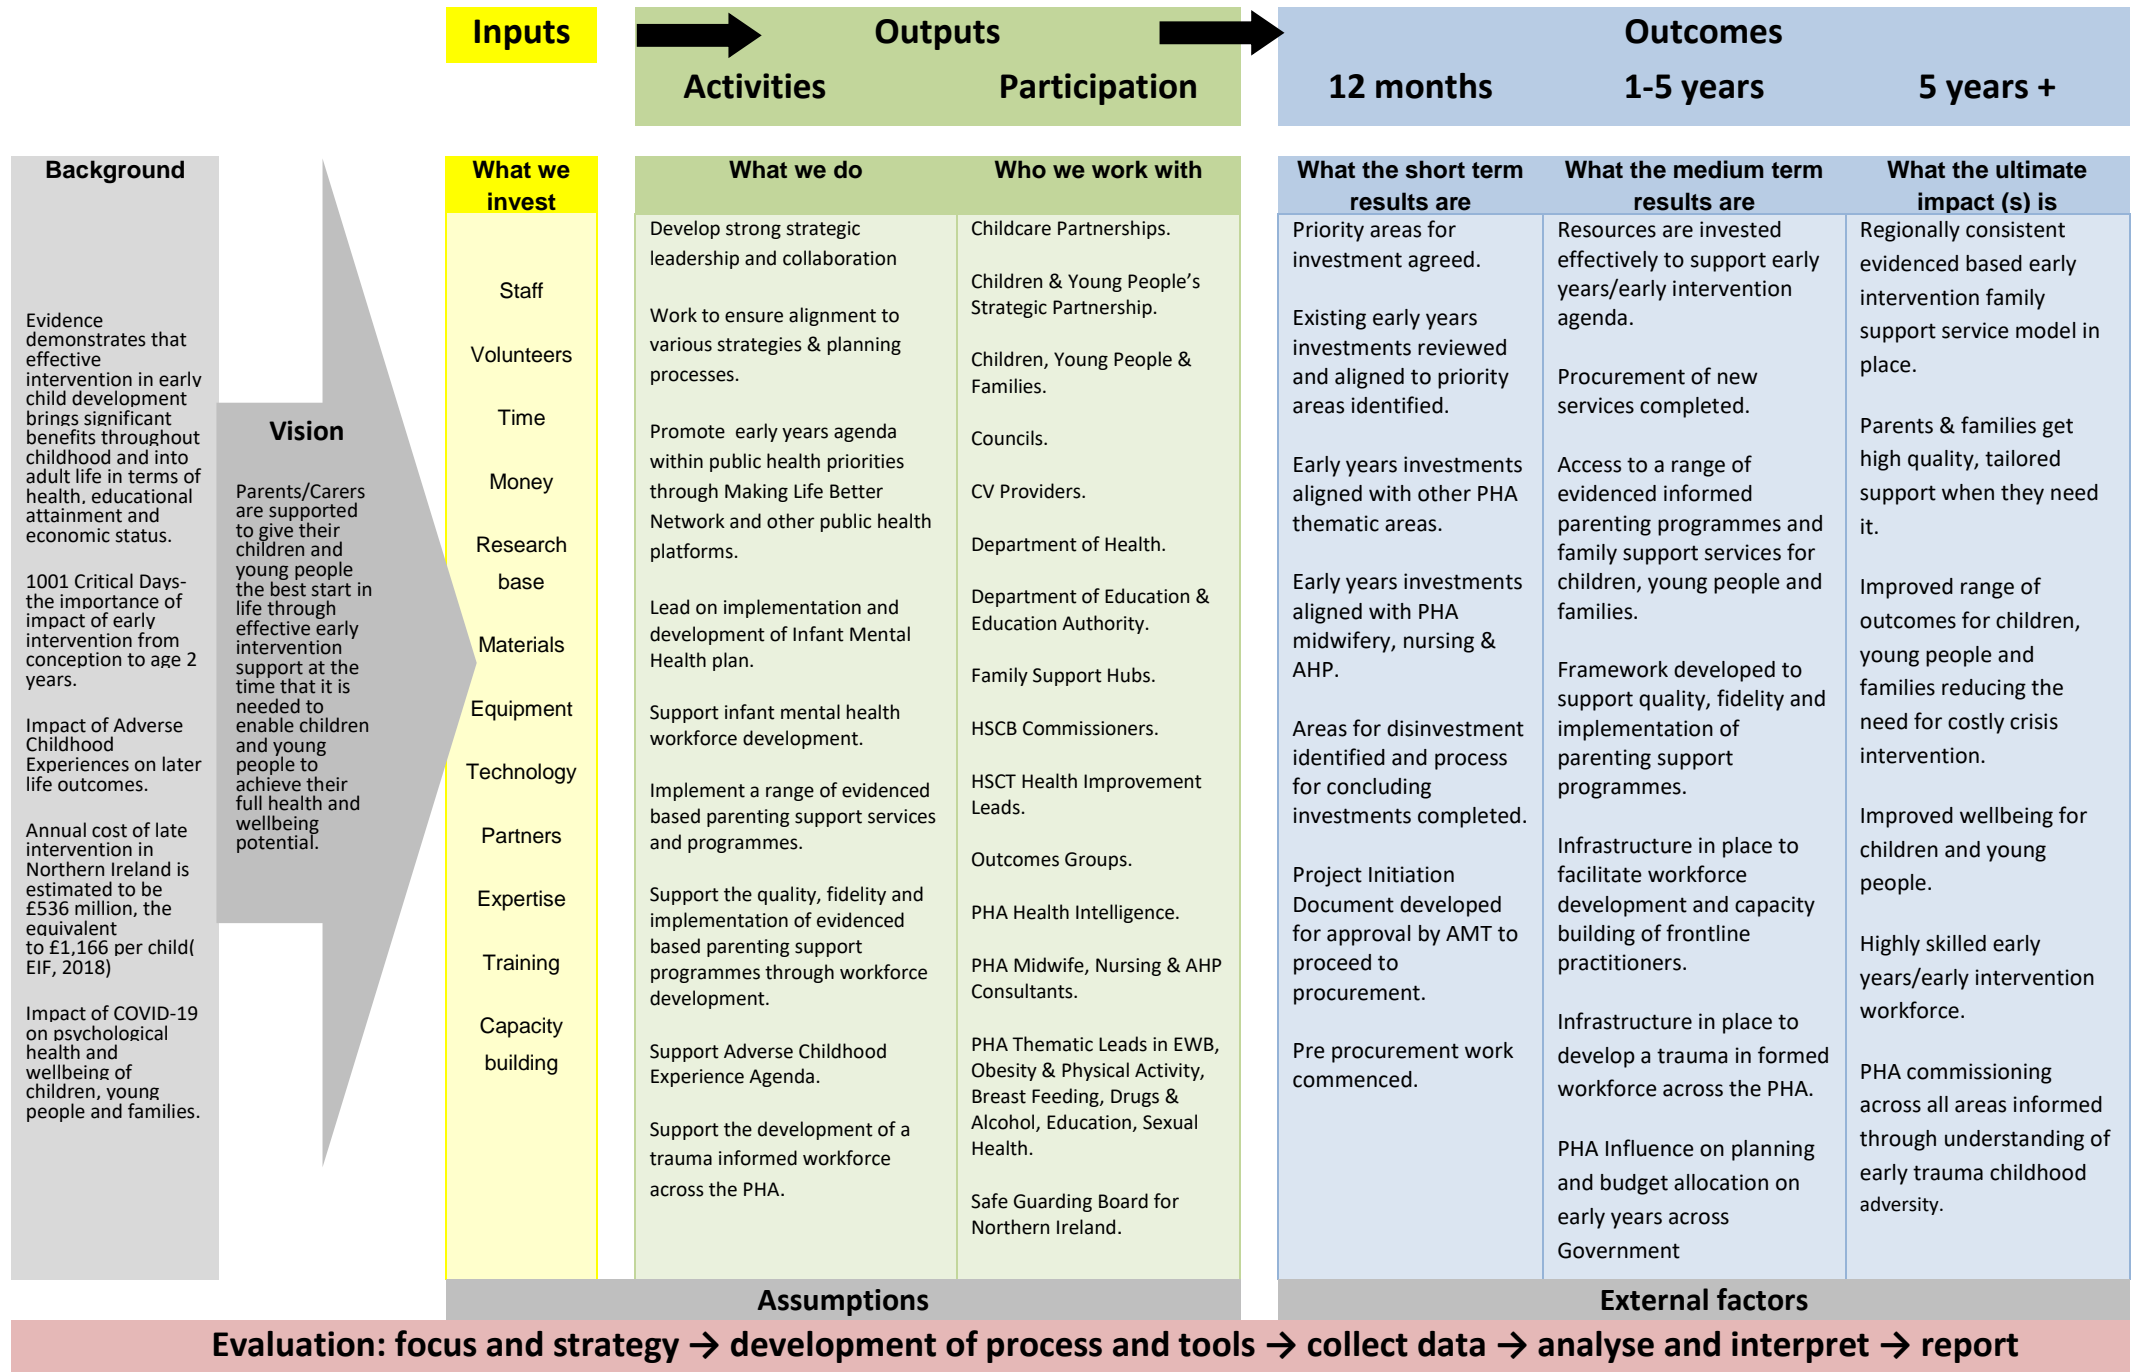 Inputs
Outputs
Activities
Participation
Outcomes
12 months
1-5 years
5 years +
Background
Evidence
demonstrates that
effective
intervention in early
child development
brings significant
benefits throughout
childhood and into
adult life in terms of
health, educational
attainment and
economic status.
1001 Critical Days-
the importance of
impact of early
intervention from
conception to age 2
years.
Impact of Adverse
Childhood
Experiences on later
life outcomes.
Annual cost of late
intervention in
Northern Ireland is
estimated to be
£536 million, the
equivalent
to £1,166 per child(
EIF, 2018)
Impact of COVID-19
on psychological
health and
wellbeing of
children, young
people and families.
Vision
Parents/Carers
are supported
to give their
children and
young people
the best start in
life through
effective early
intervention
support at the
time that it is
needed to
enable children
and young
people to
achieve their
full health and
wellbeing
potential.
What we
invest
Staff
Volunteers
Time
Money
Research
base
Materials
Equipment
Technology
Partners
Expertise
Training
Capacity
building
What we do
Develop strong strategic
leadership and collaboration
Work to ensure alignment to
various strategies & planning
processes.
Promote  early years agenda
within public health priorities
through Making Life Better
Network and other public health
platforms.
Lead on implementation and
development of Infant Mental
Health plan.
Support infant mental health
workforce development.
Implement a range of evidenced
based parenting support services
and programmes.
Support the quality, fidelity and
implementation of evidenced
based parenting support
programmes through workforce
development.
Support Adverse Childhood
Experience Agenda.
Support the development of a
trauma informed workforce
across the PHA.
Who we work with
Childcare Partnerships.
Children & Young People’s
Strategic Partnership.
Children, Young People &
Families.
Councils.
CV Providers.
Department of Health.
Department of Education &
Education Authority.
Family Support Hubs.
HSCB Commissioners.
HSCT Health Improvement
Leads.
Outcomes Groups.
PHA Health Intelligence.
PHA Midwife, Nursing & AHP
Consultants.
PHA Thematic Leads in EWB,
Obesity & Physical Activity,
Breast Feeding, Drugs &
Alcohol, Education, Sexual
Health.
Safe Guarding Board for
Northern Ireland.
What the short term
results are
Priority areas for
investment agreed.
Existing early years
investments reviewed
and aligned to priority
areas identified.
Early years investments
aligned with other PHA
thematic areas.
Early years investments
aligned with PHA
midwifery, nursing &
AHP.
Areas for disinvestment
identified and process
for concluding
investments completed.
Project Initiation
Document developed
for approval by AMT to
proceed to
procurement.
Pre procurement work
commenced.
What the medium term
results are
Resources are invested
effectively to support early
years/early intervention
agenda.
Procurement of new
services completed.
Access to a range of
evidenced informed
parenting programmes and
family support services for
children, young people and
families.
Framework developed to
support quality, fidelity and
implementation of
parenting support
programmes.
Infrastructure in place to
facilitate workforce
development and capacity
building of frontline
practitioners.
Infrastructure in place to
develop a trauma in formed
workforce across the PHA.
PHA Influence on planning
and budget allocation on
early years across
Government
What the ultimate
impact (s) is
Regionally consistent
evidenced based early
intervention family
support service model in
place.
Parents & families get
high quality, tailored
support when they need
it.
Improved range of
outcomes for children,
young people and
families reducing the
need for costly crisis
intervention.
Improved wellbeing for
children and young
people.
Highly skilled early
years/early intervention
workforce.
PHA commissioning
across all areas informed
through understanding of
early trauma childhood
adversity.
Assumptions
External factors
Evaluation: focus and strategy → development of process and tools → collect data → analyse and interpret → report